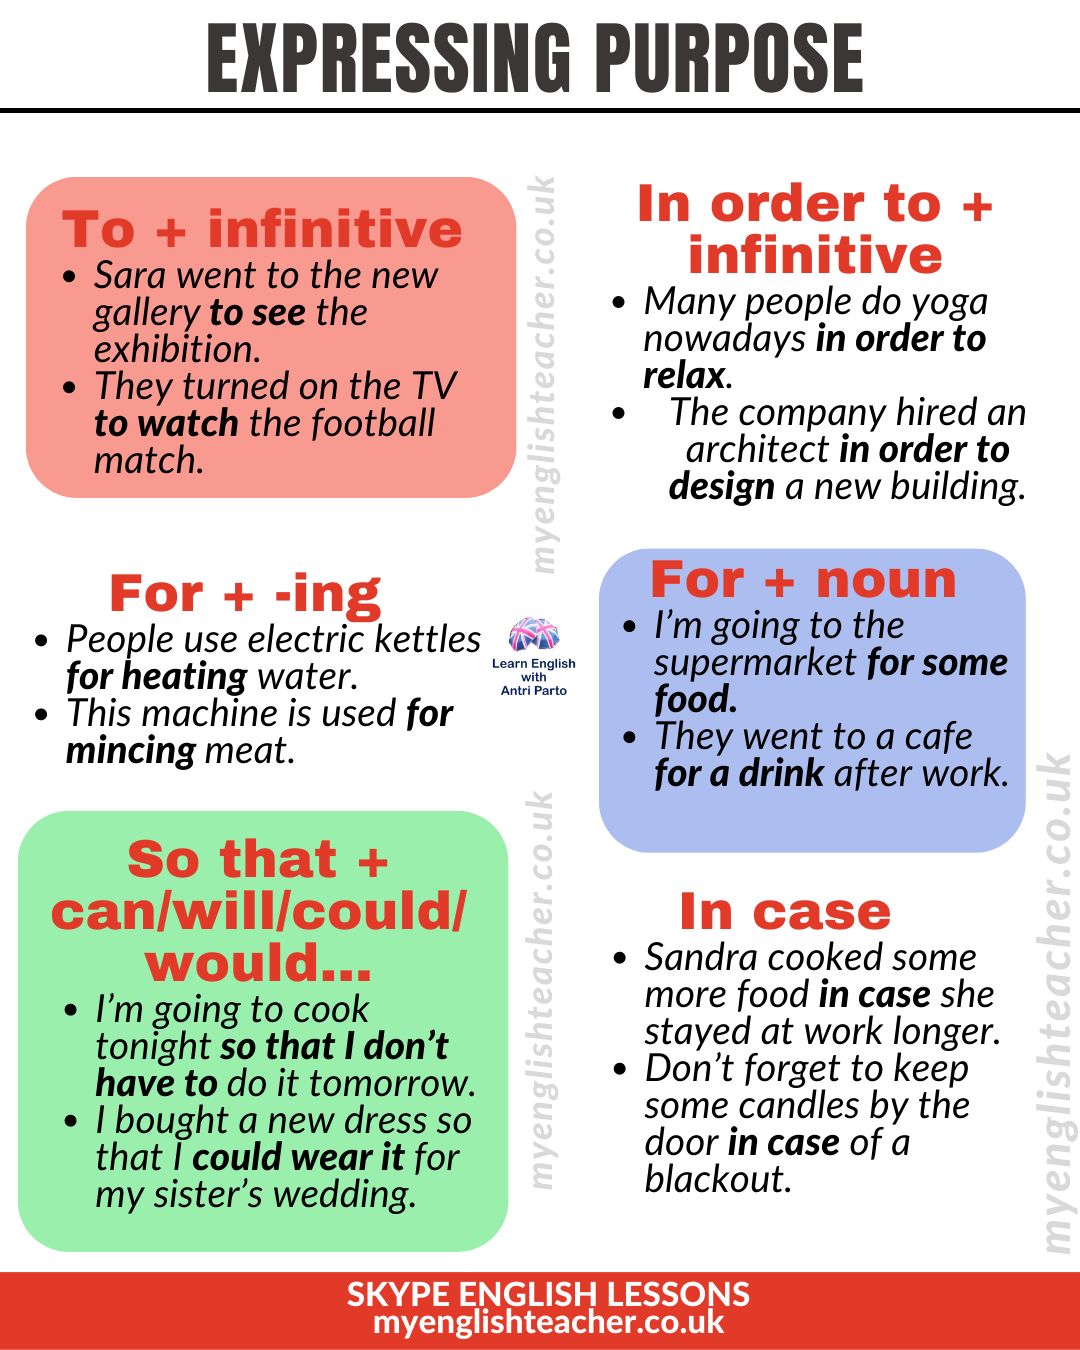 EXPRESSING PURPOSE
To + infinitive
• Sara went to the new
gallery to see the
exhibition.
• They turned on the TV
to watch the football
match.
In order to +
infinitive
• Many people do yoga
nowadays in order to
relax.
• The company hired an
architect in order to
design a new building.
For + -ing
• People use electric kettles
for heating water.
• This machine is used for
mincing meat.
For + noun
• I'm going to the
supermarket for some
food.
• They went to a cafe
for a drink after work.
So that +
can/will/could/
would...
• I'm going to cook
tonight so that I don't
have to do it tomorrow.
• I bought a new dress so
that I could wear it for
my sister's wedding.
In case
• Sandra cooked some
more food in case she
stayed at work longer.
• Don't forget to keep
some candles by the
door in case of a
blackout.
myenglishteacher.co.uk
Learn English
with
Antri Parto
myenglishteacher.co.uk
myenglishteacher.co.uk
SKYPE ENGLISH LESSONS
myenglishteacher.co.uk